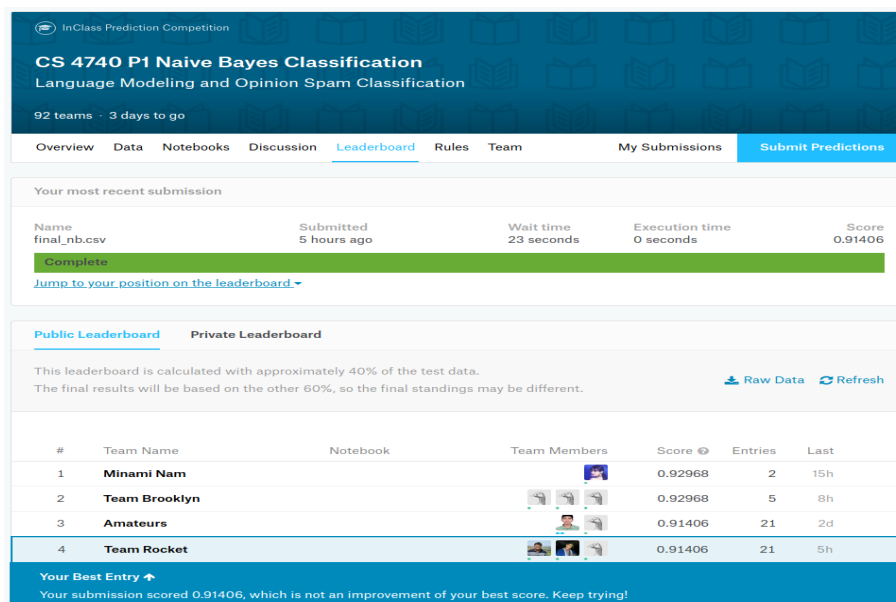 InClass Prediction Competition
CS 4740 P1 Naive Bayes Classification
Language Modeling and Opinion Spam Classification
92 teams · 3 days to go
Overview Data Notebooks Discussion Leaderboard Rules Team My Submissions Submit Predictions
Your most recent submission
Name Submitted Wait time Execution time Score
final_nb.csv 5 hours ago 23 seconds 0 seconds 0.91406
Complete
Jump to your position on the leaderboard
Public Leaderboard Private Leaderboard
This leaderboard is calculated with approximately 40% of the test data.
The final results will be based on the other 60%, so the final standings may be different.
Raw Data Refresh
# Team Name Notebook Team Members Score Entries Last
1 Minami Nam 0.92968 2 15h
2 Team Brooklyn 0.92968 5 8h
3 Amateurs 0.91406 21 2d
4 Team Rocket 0.91406 21 5h
Your Best Entry
Your submission scored 0.91406, which is not an improvement of your best score. Keep trying!